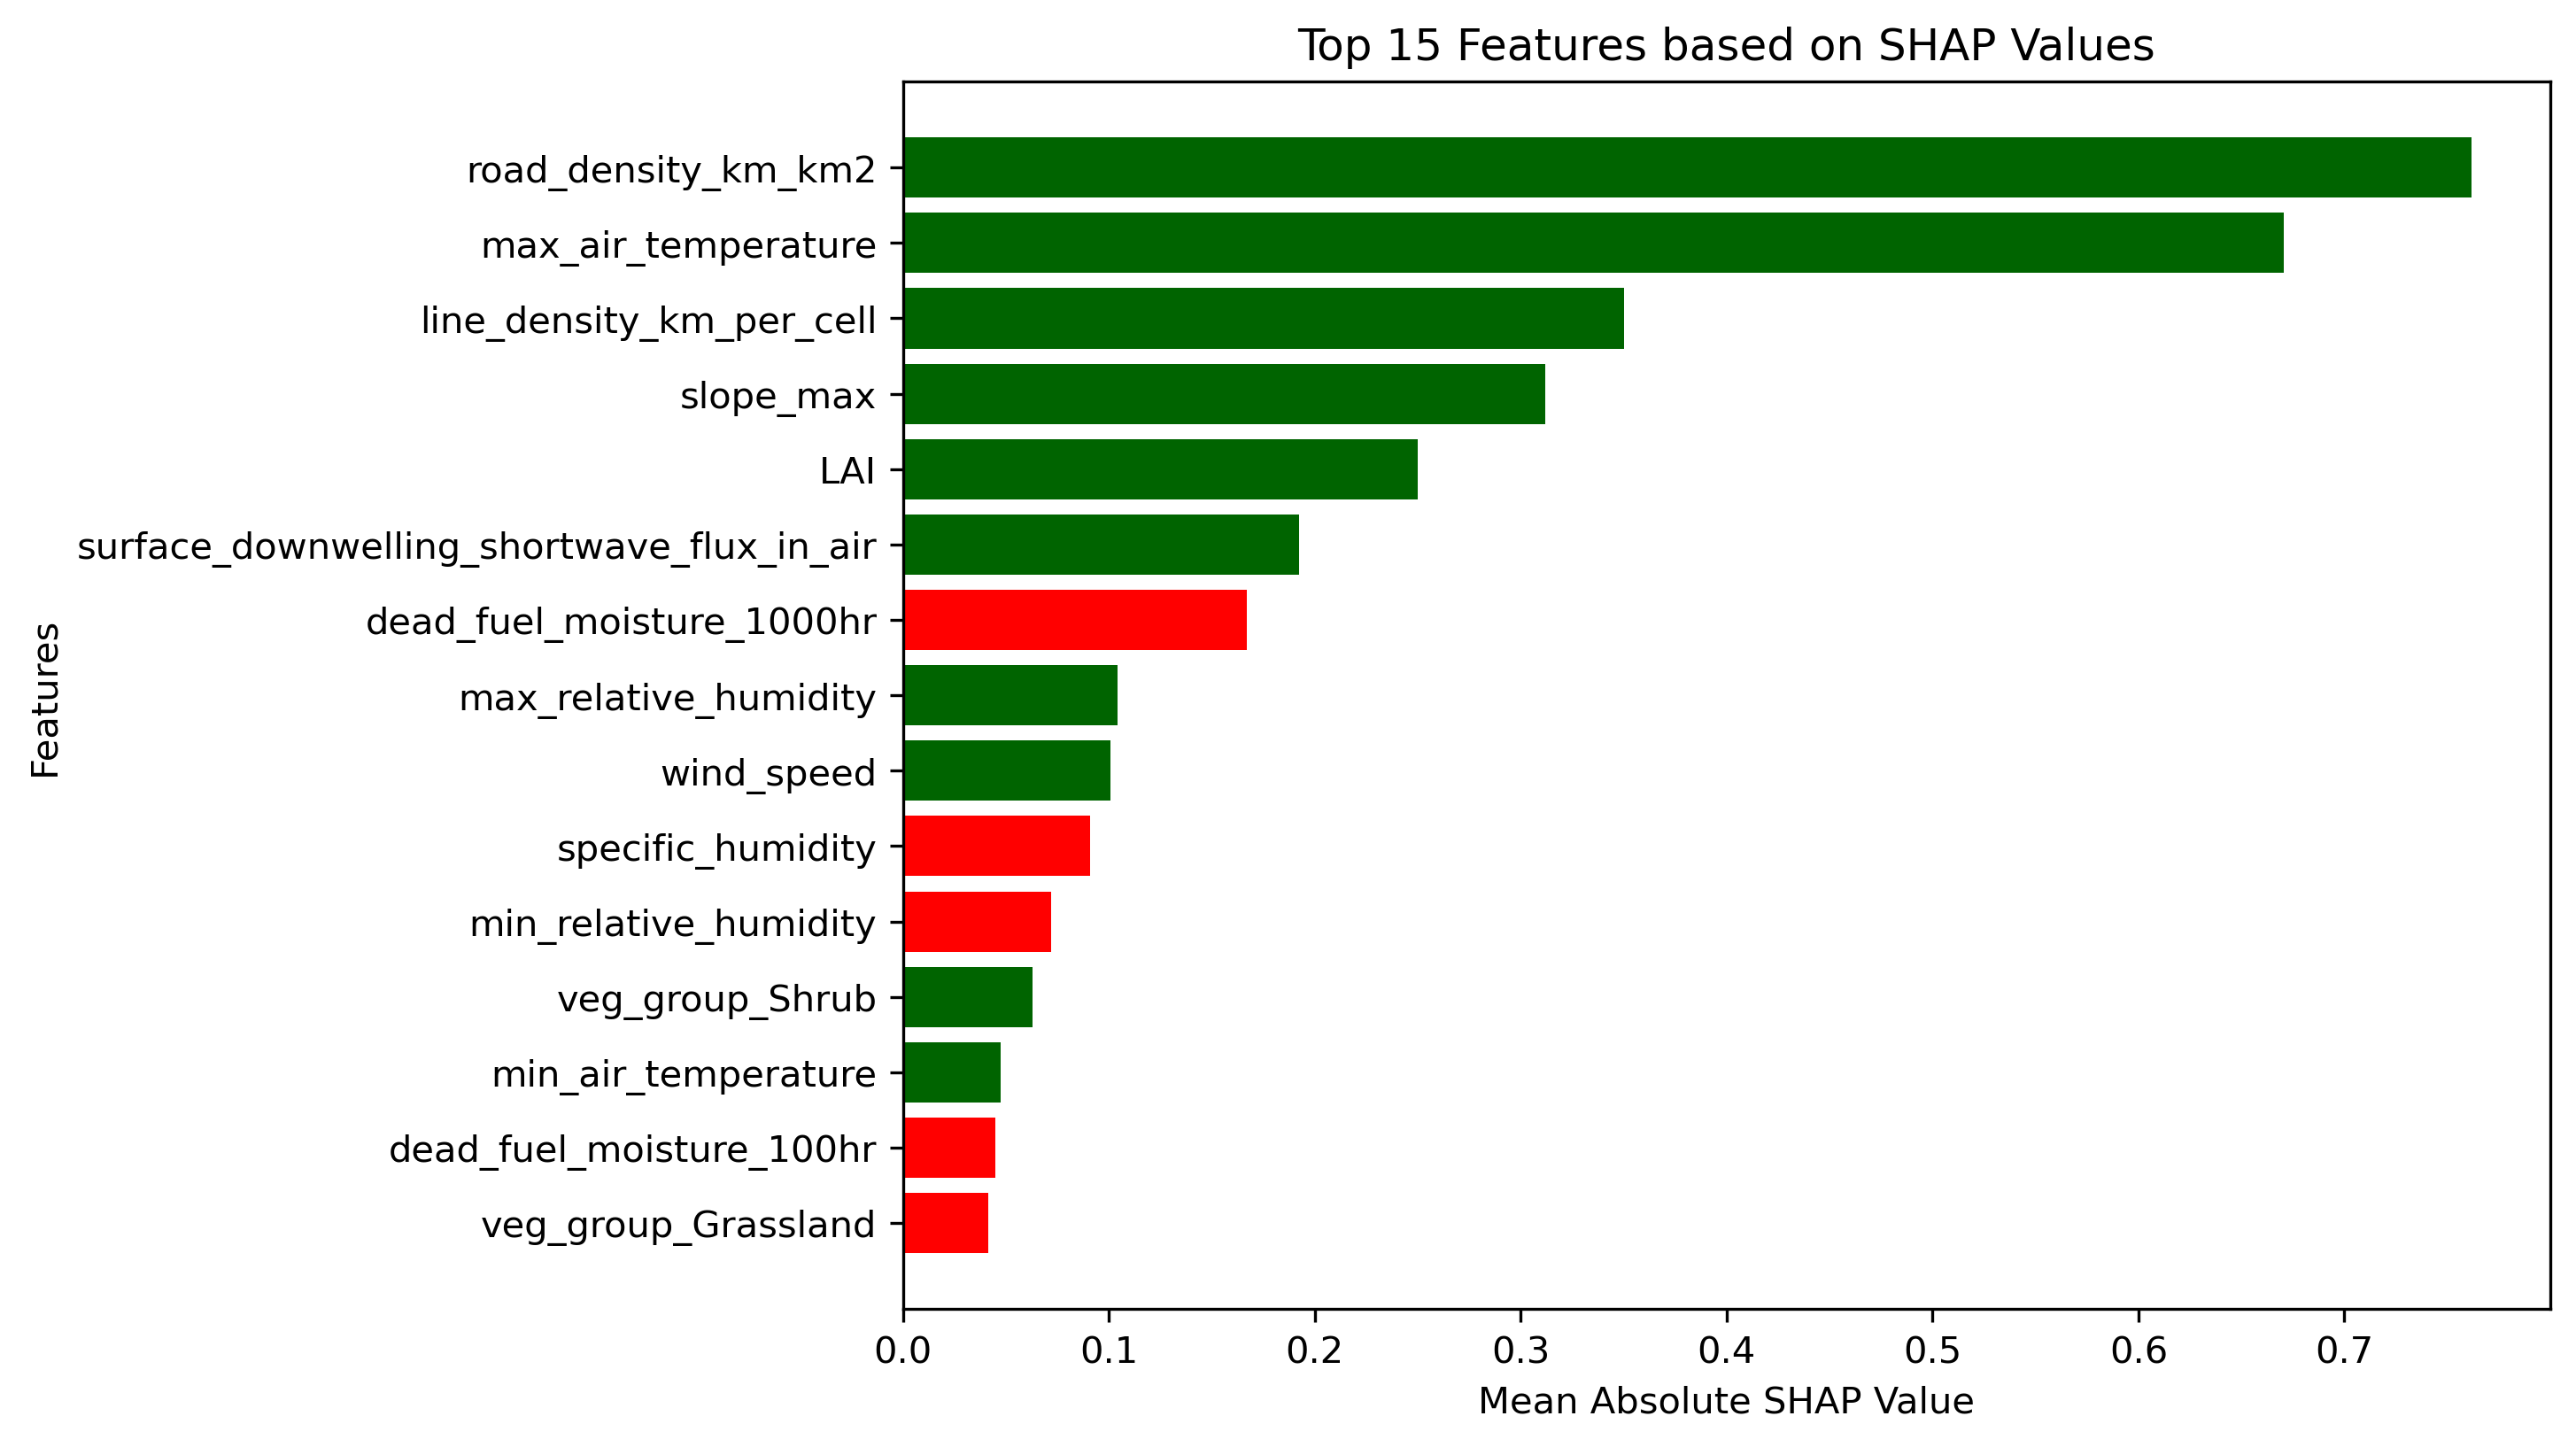 Top 15 Features based on SHAP Values
Features
road_density_km_km2
max_air_temperature
line_density_km_per_cell
slope_max
LAI
surface_downwelling_shortwave_flux_in_air
dead_fuel_moisture_1000hr
max_relative_humidity
wind_speed
specific_humidity
min_relative_humidity
veg_group_Shrub
min_air_temperature
dead_fuel_moisture_100hr
veg_group_Grassland
0.0 0.1 0.2 0.3 0.4 0.5 0.6 0.7
Mean Absolute SHAP Value